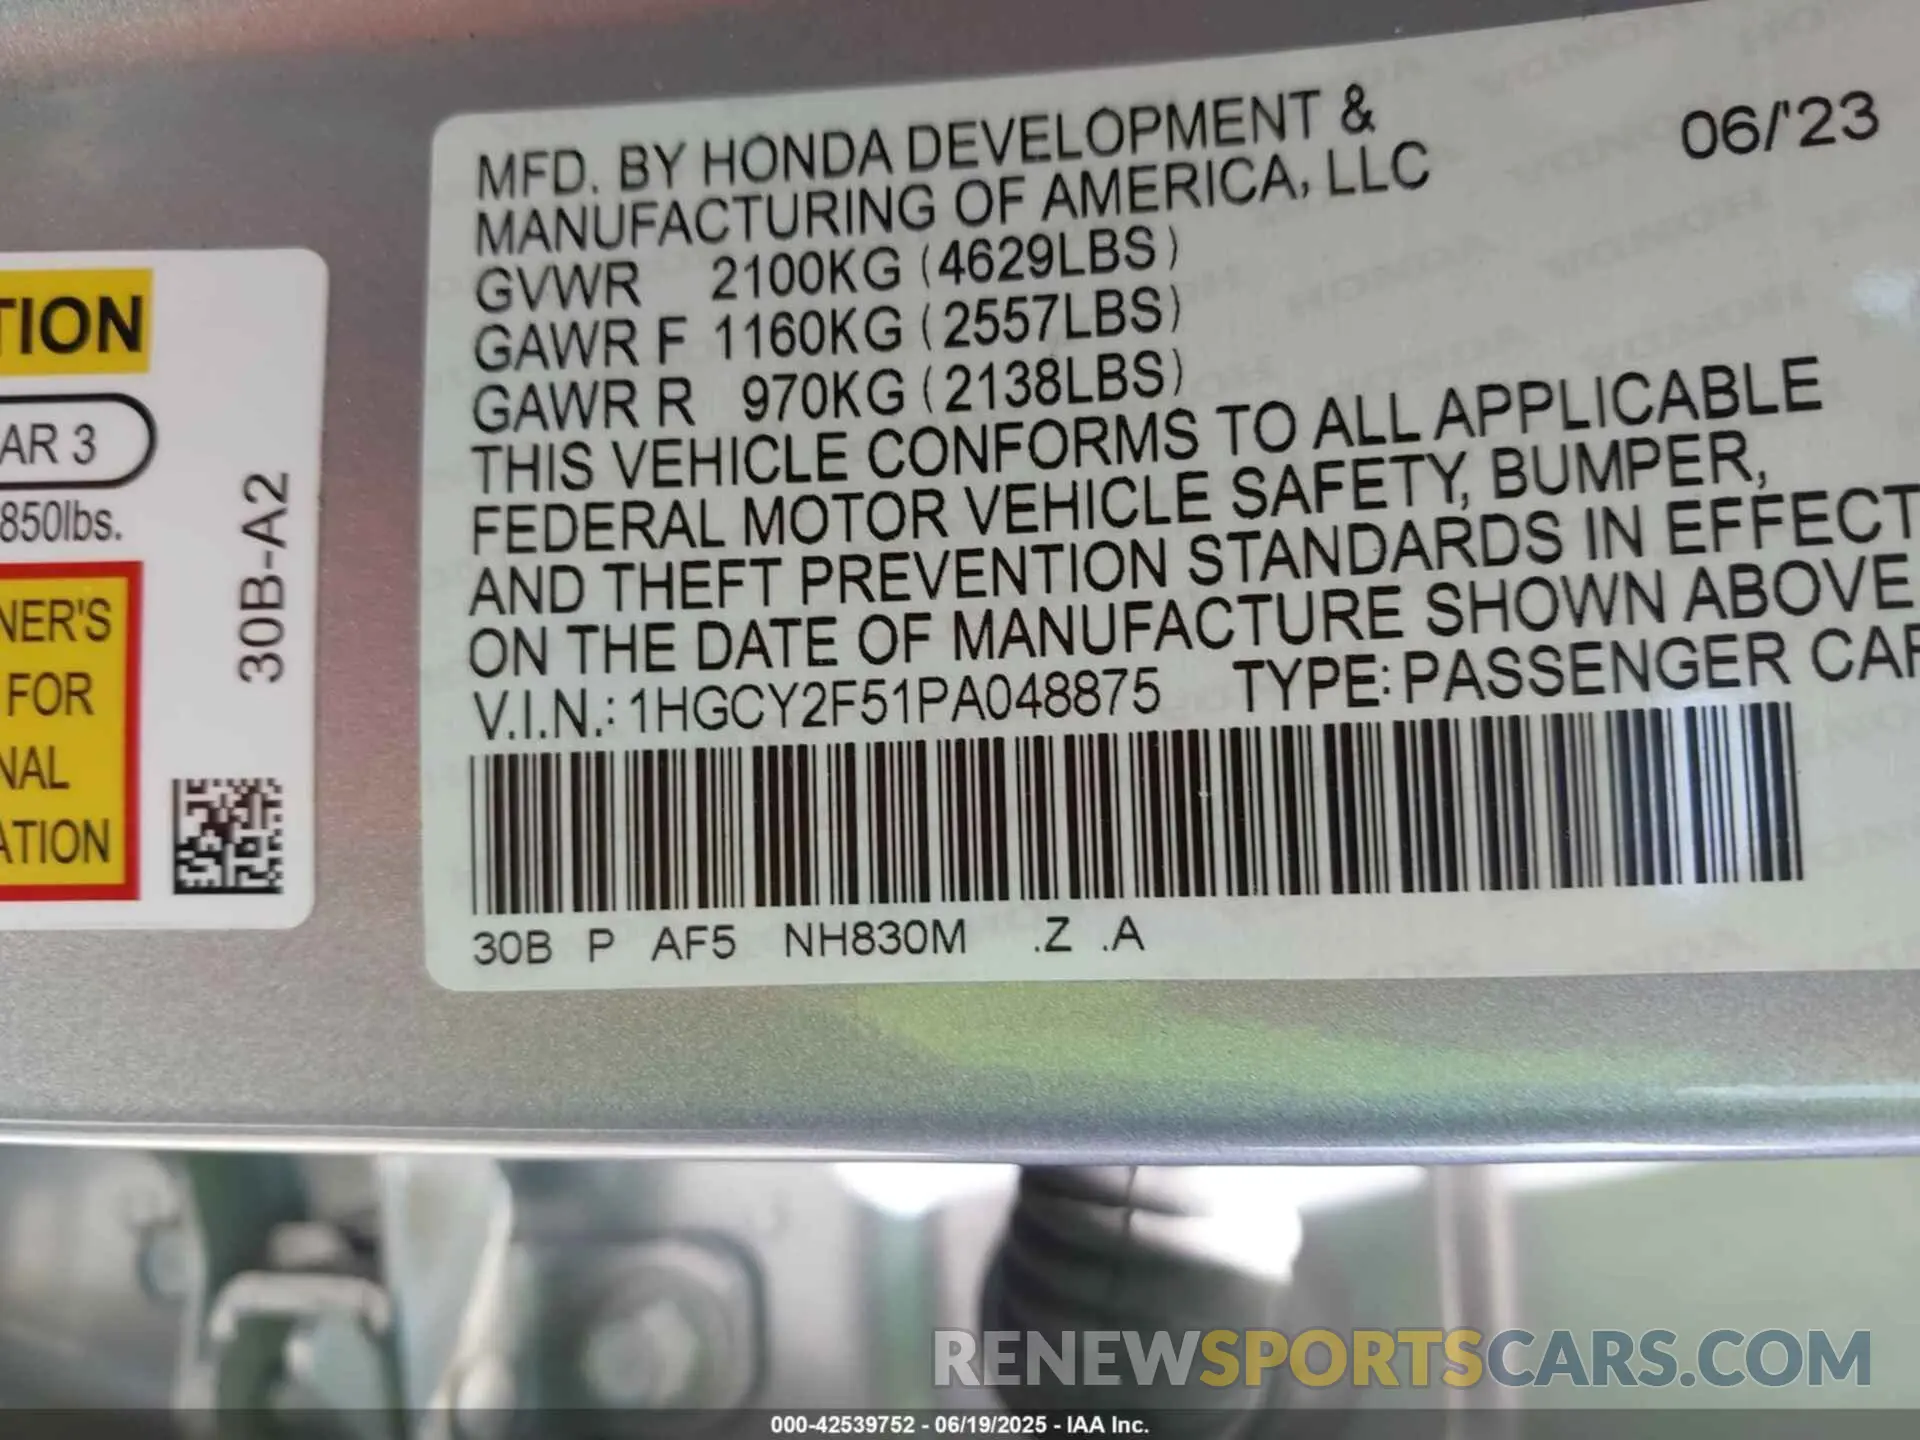 TION
AR 3
850lbs.
NER'S
FOR
NAL
ATION
30B-A2
MFD. BY HONDA DEVELOPMENT &
MANUFACTURING OF AMERICA, LLC
06/'23
GVWR 2100KG (4629LBS)
GAWR F 1160KG (2557LBS)
GAWR R 970KG (2138LBS)
THIS VEHICLE CONFORMS TO ALL APPLICABLE
FEDERAL MOTOR VEHICLE SAFETY, BUMPER,
AND THEFT PREVENTION STANDARDS IN EFFECT
ON THE DATE OF MANUFACTURE SHOWN ABOVE
V.I.N.: 1HGCY2F51PA048875 TYPE: PASSENGER CAR
30B P AF5 NH830M .Z .A
RENEWSPORTSCARS.COM
000-42539752 - 06/19/2025 - IAA Inc.